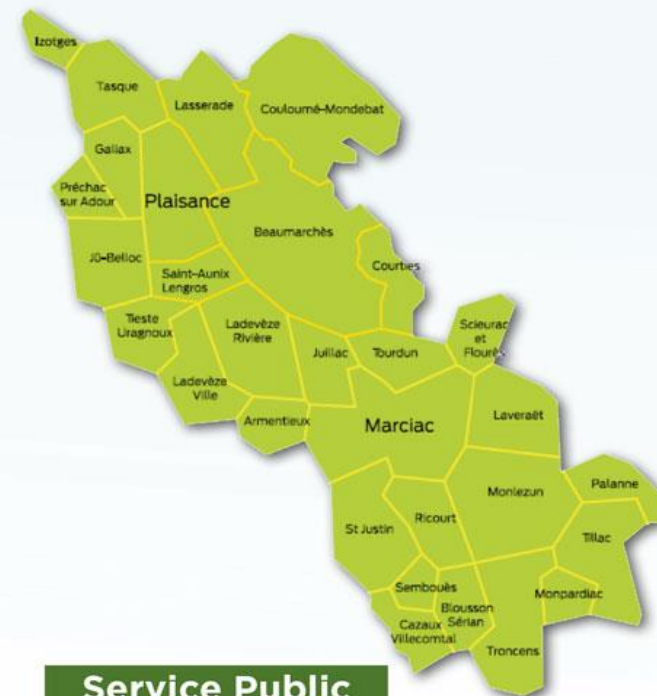 Izotges
Tasque
Lasserade
Couloumé-Mondebat
Galiax
Préchac
sur Adour
Plaisance
Beaumarchès
Jû-Belloc
Courties
Saint-Aunix
Lengros
Tieste
Uragnoux
Ladevèze
Rivière
Juillac
Tourdun
Scieurac
et
Flourès
Ladevèze
Ville
Armentieux
Marciac
Laveraët
Monlezun
Palanne
St Justin
Ricourt
Tillac
Sembouès
Blousson
Sérian
Monpardiac
Cazaux
Villecomtal
Troncens
Service Public